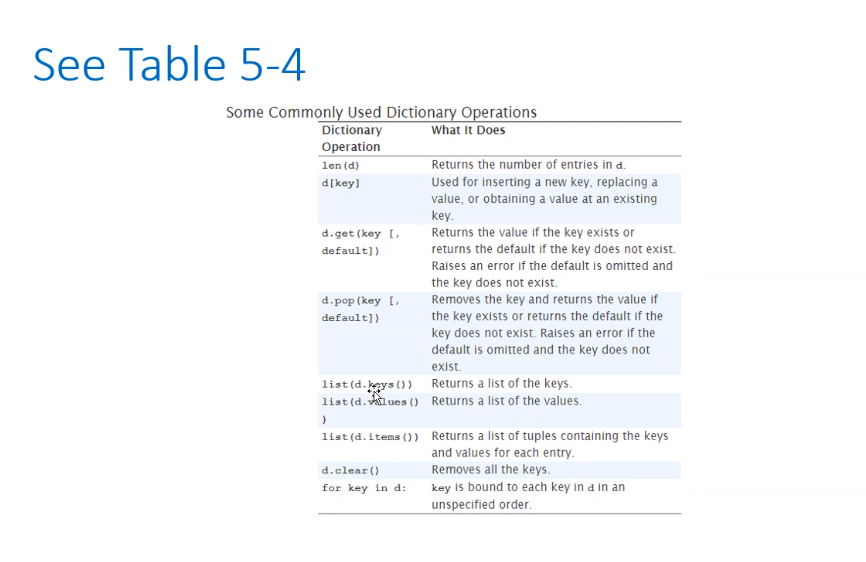 See Table 5-4
Some Commonly Used Dictionary Operations
Dictionary Operation What It Does
len(d) Returns the number of entries in d.
d[key] Used for inserting a new key, replacing a
value, or obtaining a value at an existing
key.
d.get(key [, Returns the value if the key exists or
default]) returns the default if the key does not exist.
Raises an error if the default is omitted and
the key does not exist.
d.pop(key [, Removes the key and returns the value if
default]) the key exists or returns the default if the
key does not exist. Raises an error if the
default is omitted and the key does not
exist.
list(d.keys()) Returns a list of the keys.
list(d.values() Returns a list of the values.
)
list(d.items()) Returns a list of tuples containing the keys
and values for each entry.
d.clear() Removes all the keys.
for key in d: key is bound to each key in d in an
unspecified order.